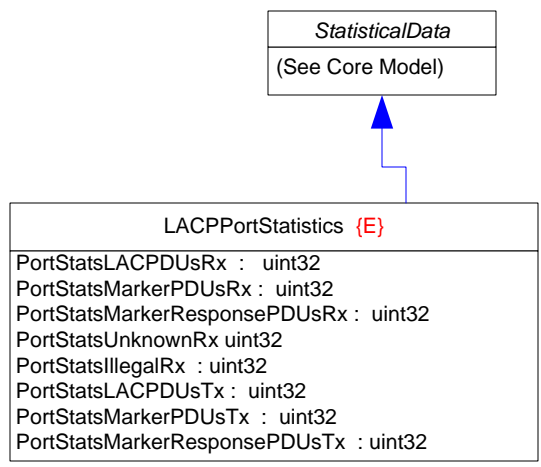 StatisticalData
(See Core Model)
LACPPortStatistics {E}
PortStatsLACPDUsRx : uint32
PortStatsMarkerPDUsRx : uint32
PortStatsMarkerResponsePDUsRx : uint32
PortStatsUnknownRx uint32
PortStatsIllegalRx : uint32
PortStatsLACPDUsTx : uint32
PortStatsMarkerPDUsTx : uint32
PortStatsMarkerResponsePDUsTx : uint32